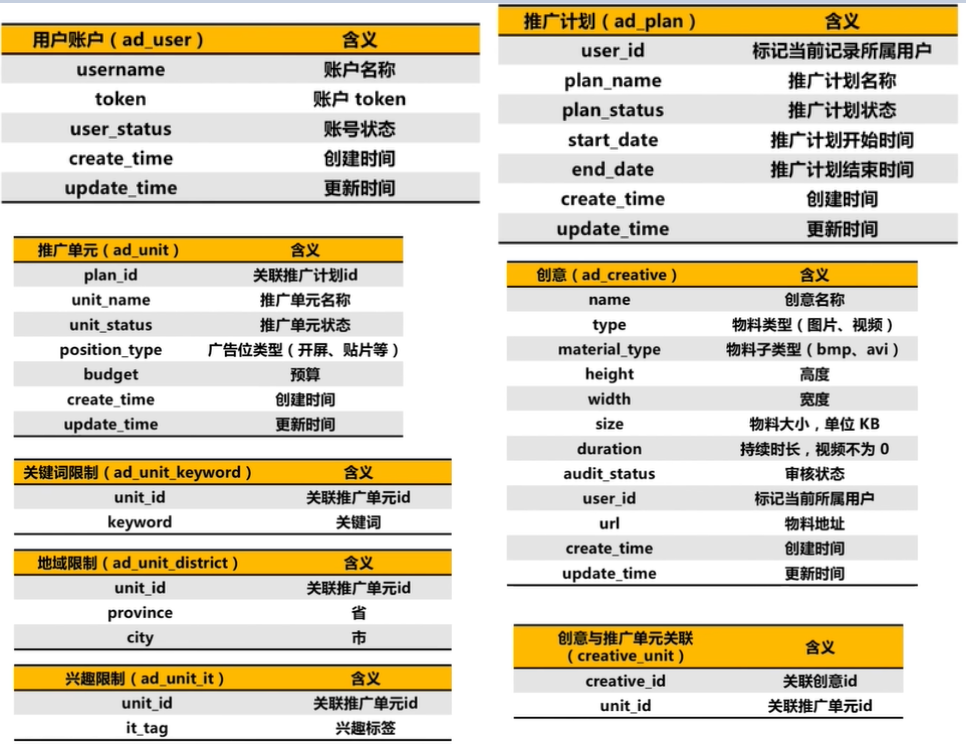 用户账户（ad_user） 含义
username 账户名称
token 账户 token
user_status 账号状态
create_time 创建时间
update_time 更新时间
推广计划（ad_plan） 含义
user_id 标记当前记录所属用户
plan_name 推广计划名称
plan_status 推广计划状态
start_date 推广计划开始时间
end_date 推广计划结束时间
create_time 创建时间
update_time 更新时间
推广单元（ad_unit） 含义
plan_id 关联推广计划id
unit_name 推广单元名称
unit_status 推广单元状态
position_type 广告位类型（开屏、贴片等）
budget 预算
create_time 创建时间
update_time 更新时间
关键词限制（ad_unit_keyword） 含义
unit_id 关联推广单元id
keyword 关键词
地域限制（ad_unit_district） 含义
unit_id 关联推广单元id
province 省
city 市
兴趣限制（ad_unit_it） 含义
unit_id 关联推广单元id
it_tag 兴趣标签
创意（ad_creative） 含义
name 创意名称
type 物料类型（图片、视频）
material_type 物料子类型（bmp、avi）
height 高度
width 宽度
size 物料大小，单位 KB
duration 持续时长，视频不为 0
audit_status 审核状态
user_id 标记当前所属用户
url 物料地址
create_time 创建时间
update_time 更新时间
创意与推广单元关联
（creative_unit） 含义
creative_id 关联创意id
unit_id 关联推广单元id